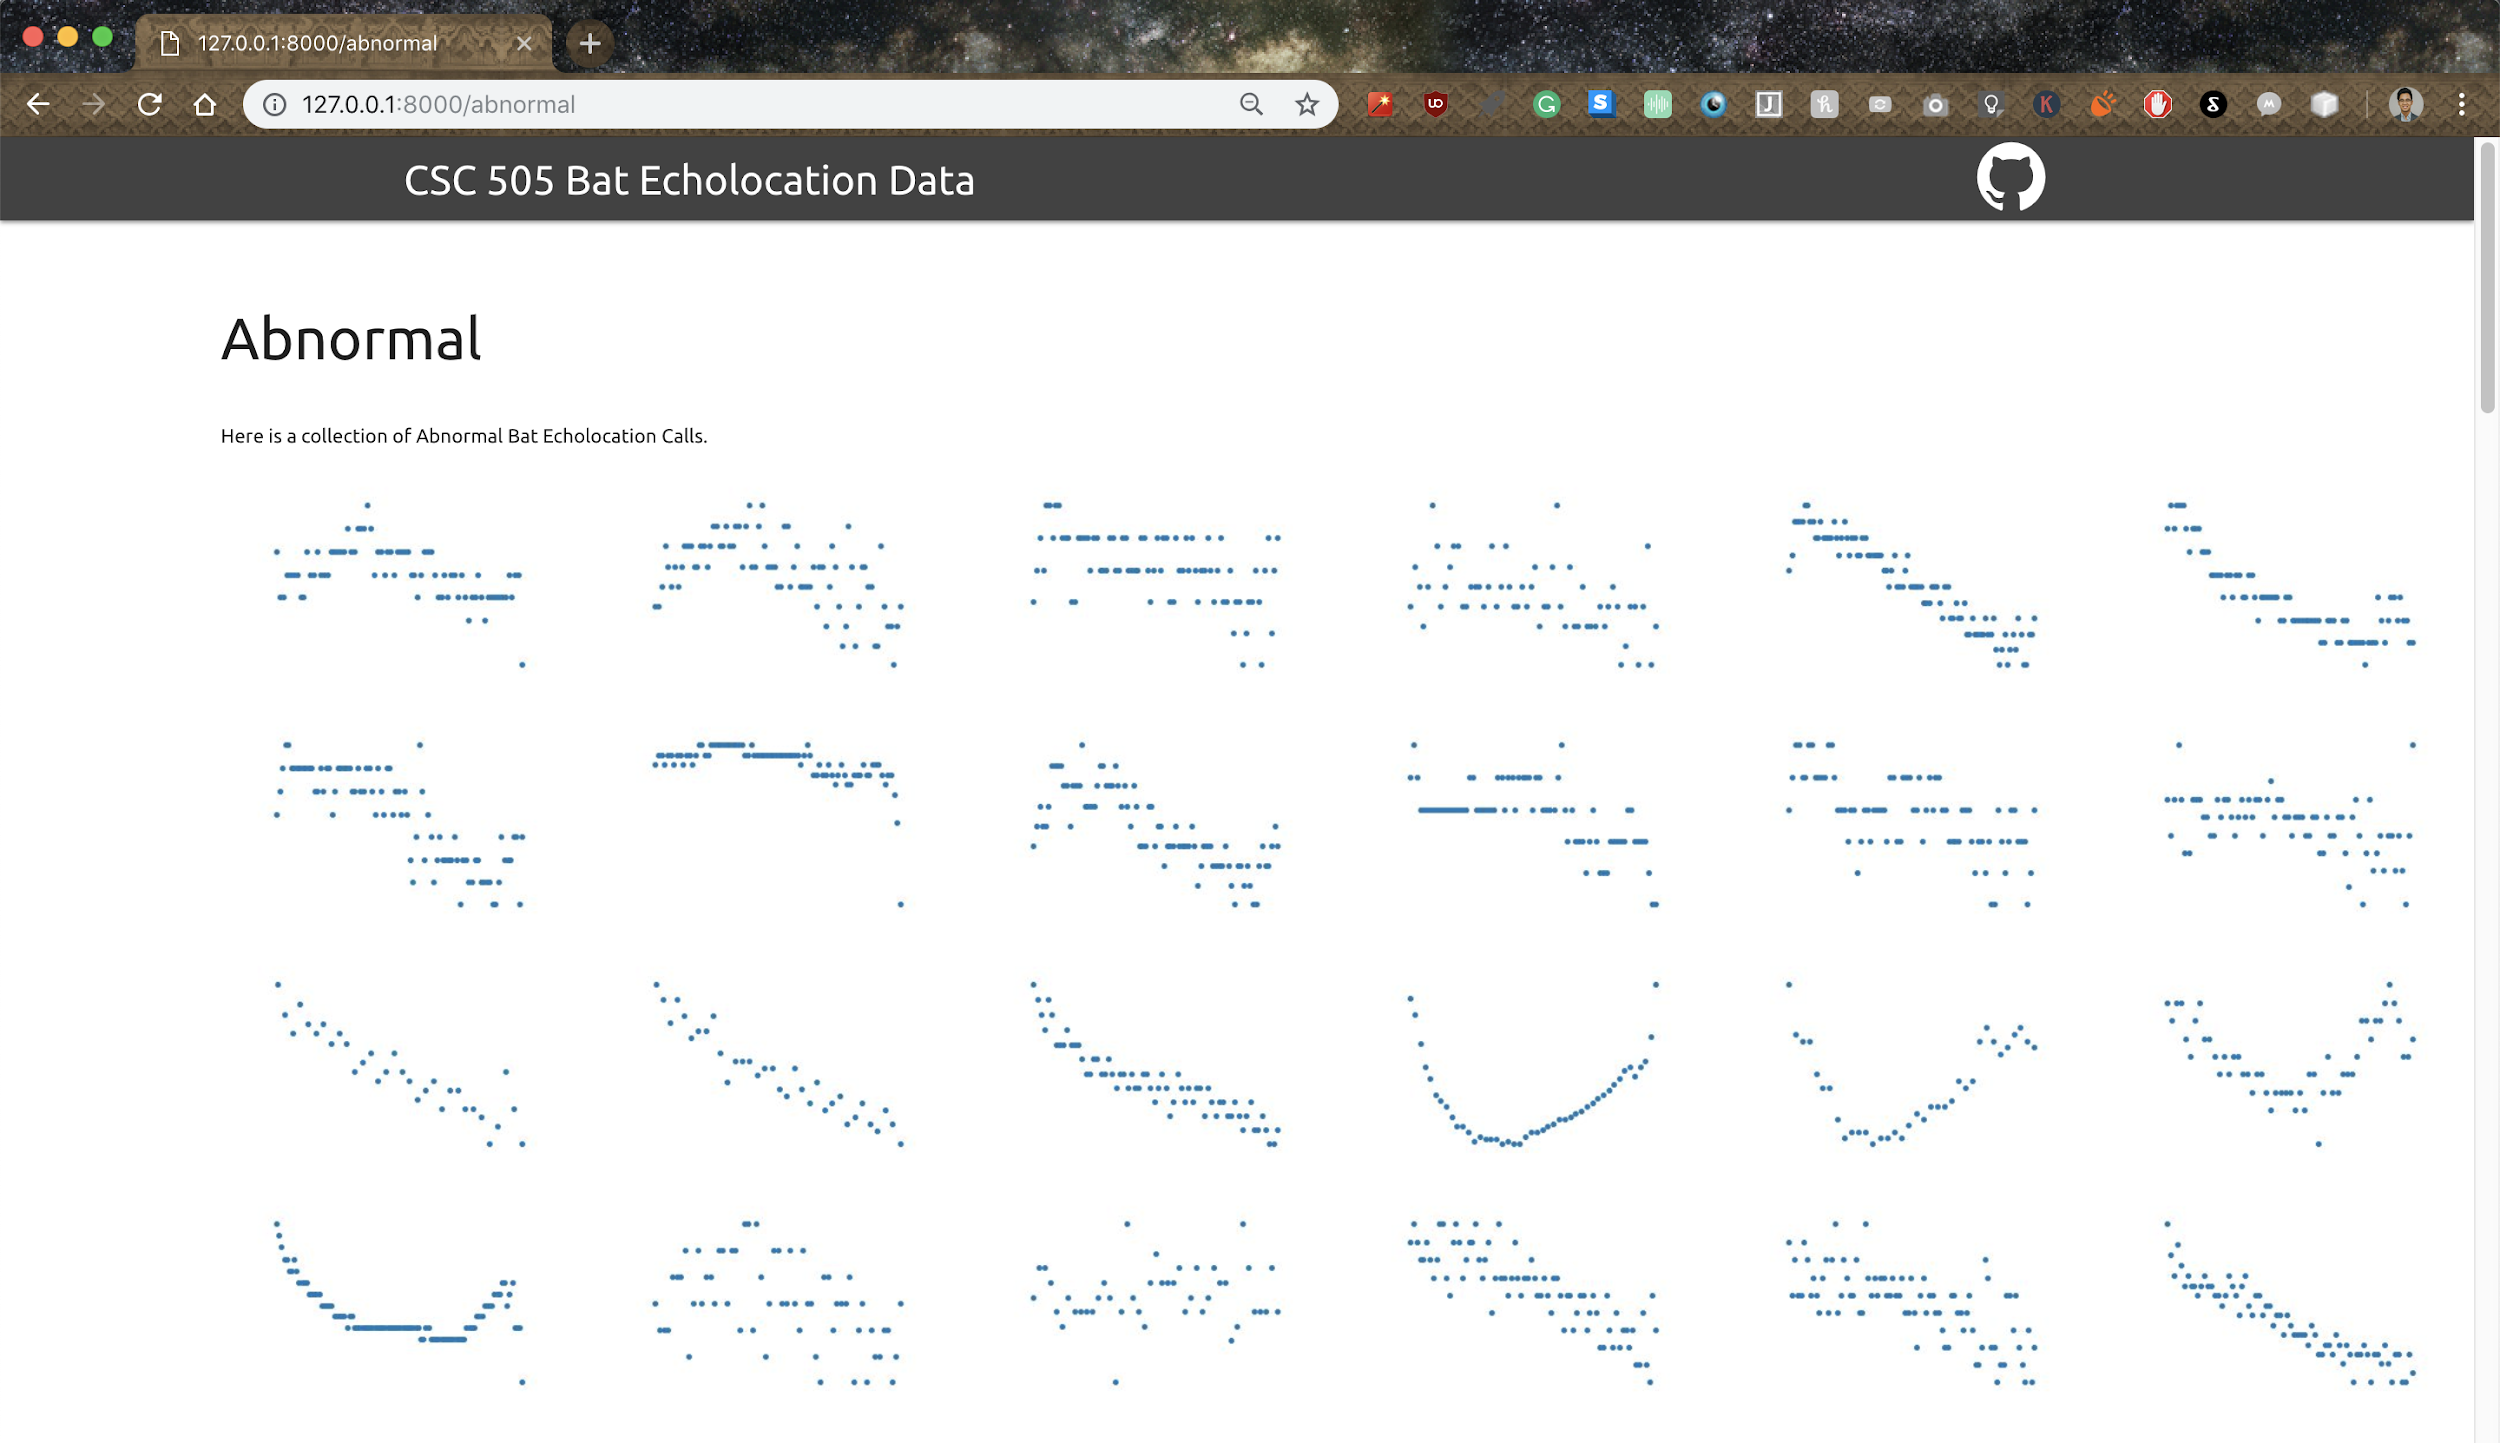 127.0.0.1:8000/abnormal
127.0.0.1:8000/abnormal
CSC 505 Bat Echolocation Data
Abnormal
Here is a collection of Abnormal Bat Echolocation Calls.